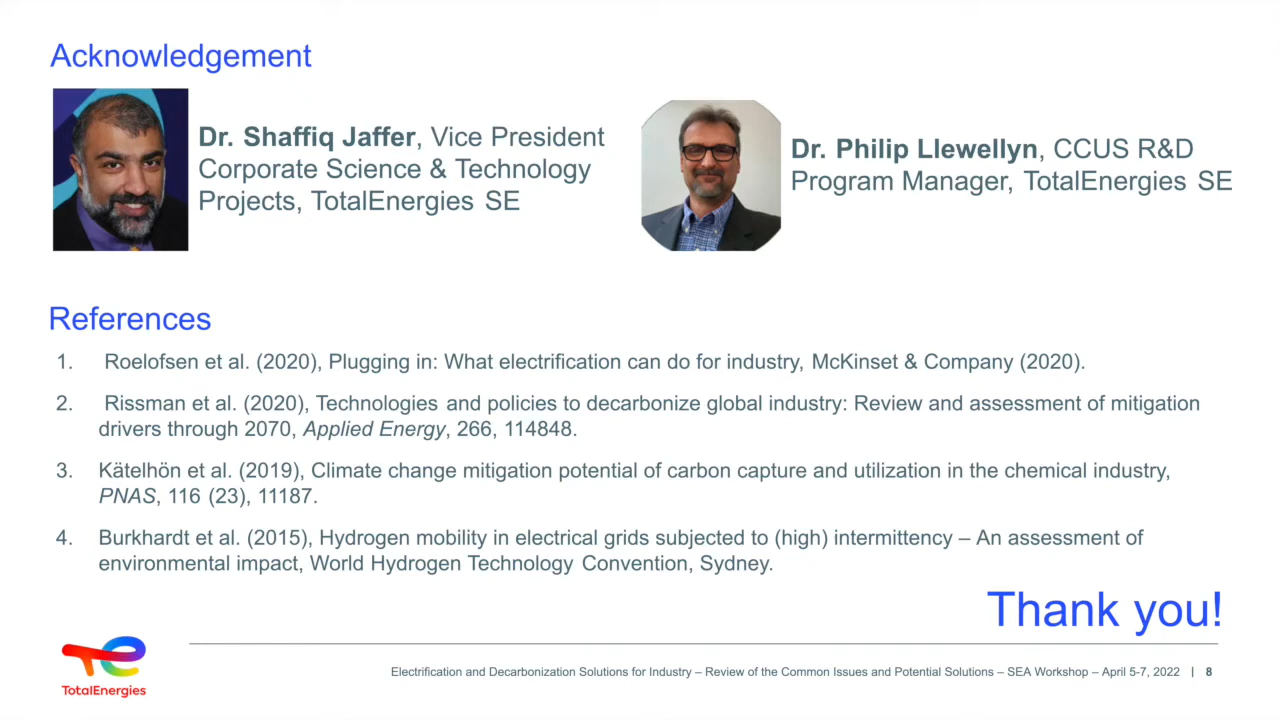 Acknowledgement
Dr. Shaffiq Jaffer, Vice President
Corporate Science & Technology
Projects, TotalEnergies SE
Dr. Philip Llewellyn, CCUS R&D
Program Manager, TotalEnergies SE
References
1. Roelofsen et al. (2020), Plugging in: What electrification can do for industry, McKinset & Company (2020).
2. Rissman et al. (2020), Technologies and policies to decarbonize global industry: Review and assessment of mitigation
drivers through 2070, Applied Energy, 266, 114848.
3. Kätelhön et al. (2019), Climate change mitigation potential of carbon capture and utilization in the chemical industry,
PNAS, 116 (23), 11187.
4. Burkhardt et al. (2015), Hydrogen mobility in electrical grids subjected to (high) intermittency – An assessment of
environmental impact, World Hydrogen Technology Convention, Sydney.
Thank you!
TotalEnergies
Electrification and Decarbonization Solutions for Industry – Review of the Common Issues and Potential Solutions – SEA Workshop – April 5-7, 2022 | 8